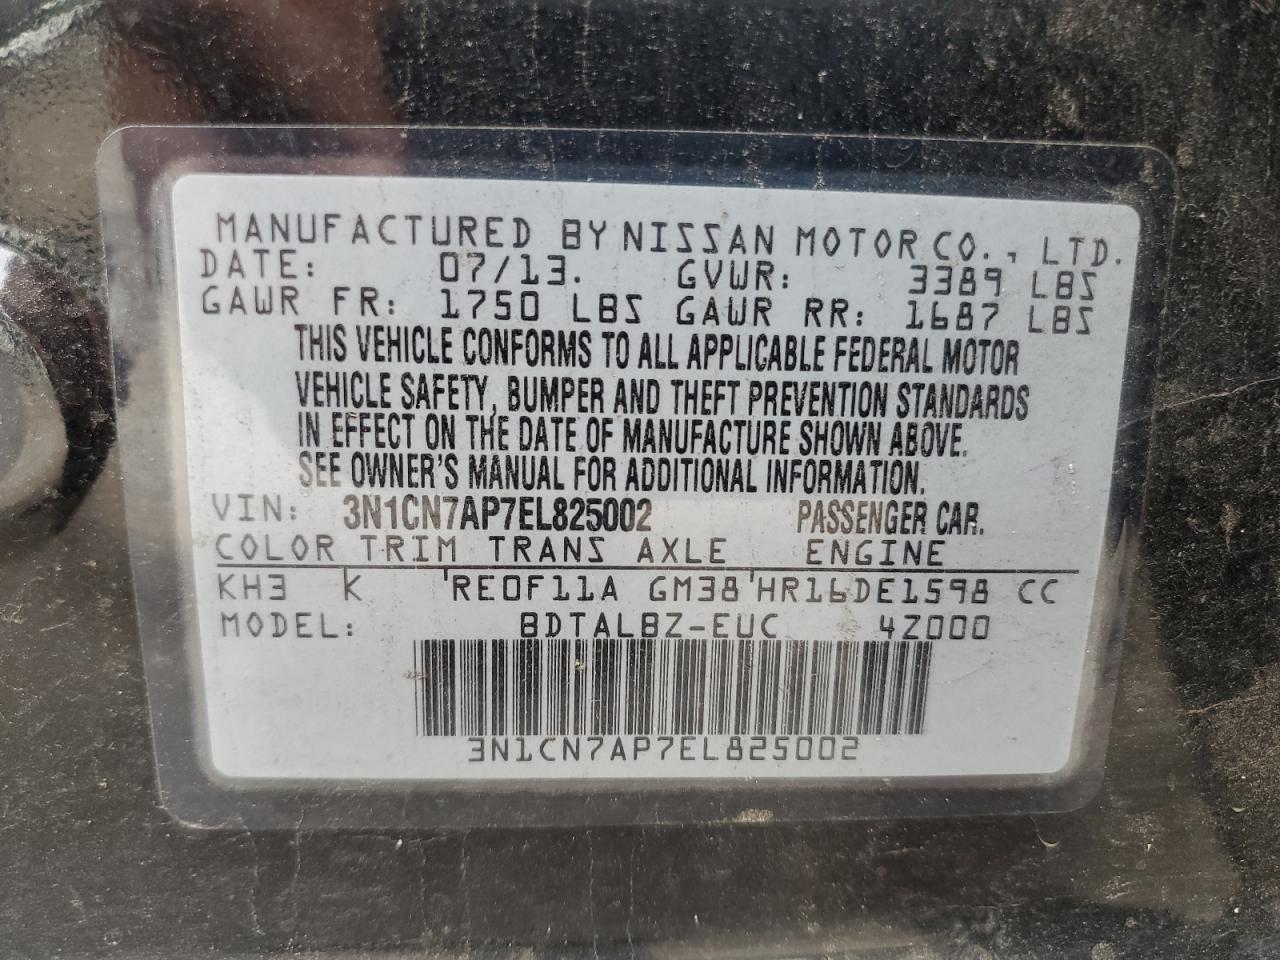 MANUFACTURED BY NISSAN MOTOR CO., LTD.
DATE: 07/13. GVWR: 3389 LBS
GAWR FR: 1750 LBS GAWR RR: 1687 LBS
THIS VEHICLE CONFORMS TO ALL APPLICABLE FEDERAL MOTOR
VEHICLE SAFETY, BUMPER AND THEFT PREVENTION STANDARDS
IN EFFECT ON THE DATE OF MANUFACTURE SHOWN ABOVE.
SEE OWNER'S MANUAL FOR ADDITIONAL INFORMATION.
VIN: 3N1CN7AP7EL825002 PASSENGER CAR.
COLOR TRIM TRANS AXLE ENGINE
KH3 K 'RE0F11A GM38'HR16DE1598 CC
MODEL: BDTALBZ-EUC 4Z000
3N1CN7AP7EL825002